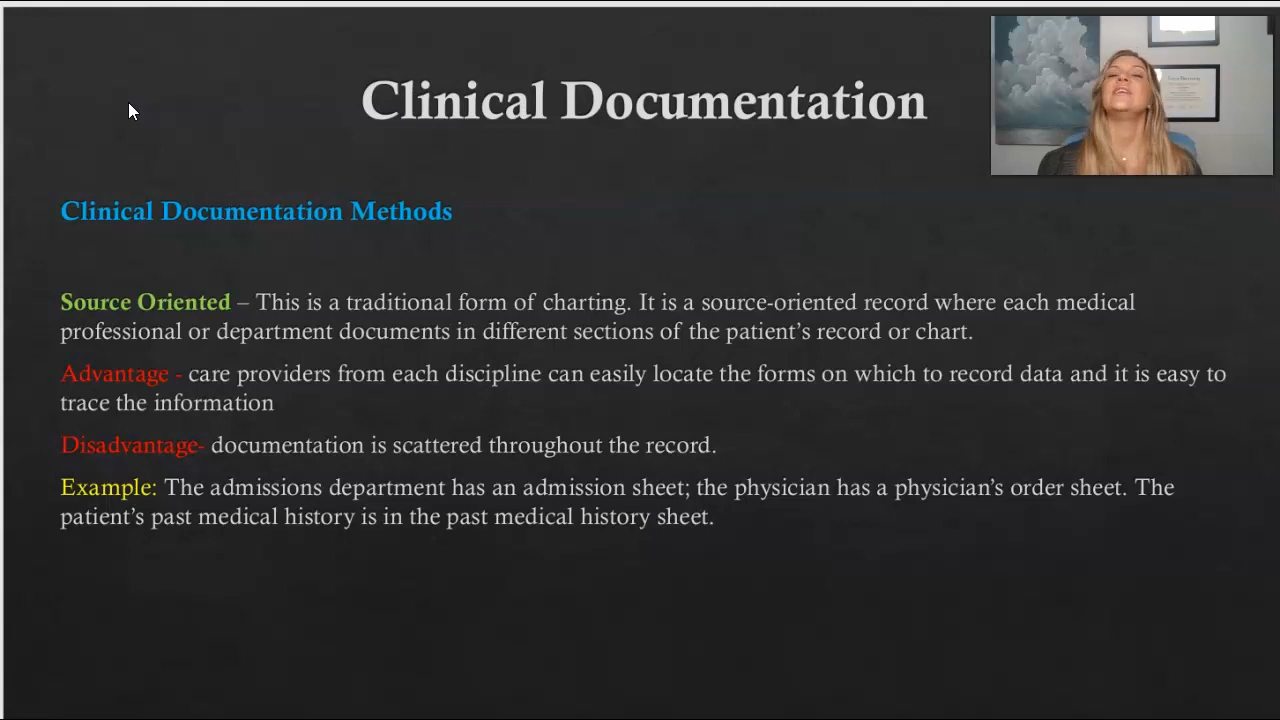 Clinical Documentation
Clinical Documentation Methods
Source Oriented – This is a traditional form of charting. It is a source-oriented record where each medical
professional or department documents in different sections of the patient’s record or chart.
Advantage - care providers from each discipline can easily locate the forms on which to record data and it is easy to
trace the information
Disadvantage- documentation is scattered throughout the record.
Example: The admissions department has an admission sheet; the physician has a physician’s order sheet. The
patient’s past medical history is in the past medical history sheet.